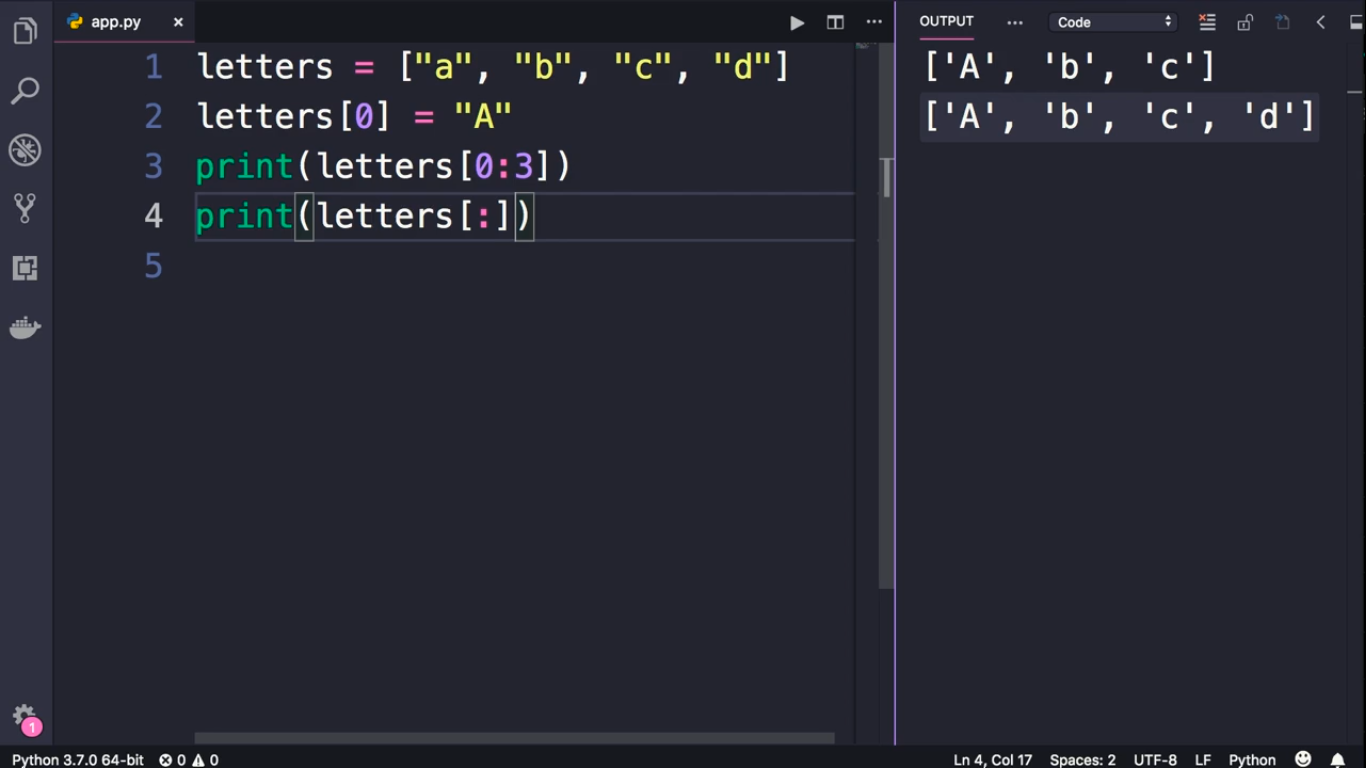 app.py
OUTPUT
Code
1 letters = ["a", "b", "c", "d"]
2 letters[0] = "A"
3 print(letters[0:3])
4 print(letters[:])
5
['A', 'b', 'c']
['A', 'b', 'c', 'd']
1
Python 3.7.0 64-bit 0 0 Ln 4, Col 17 Spaces: 2 UTF-8 LF Python